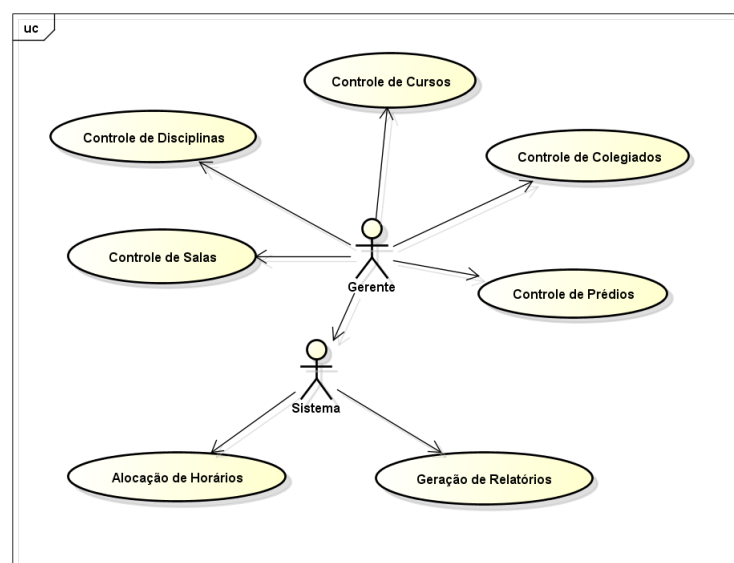 uc
Controle de Cursos
Controle de Disciplinas
Controle de Colegiados
Controle de Salas
Gerente
Controle de Prédios
Sistema
Alocação de Horários
Geração de Relatórios